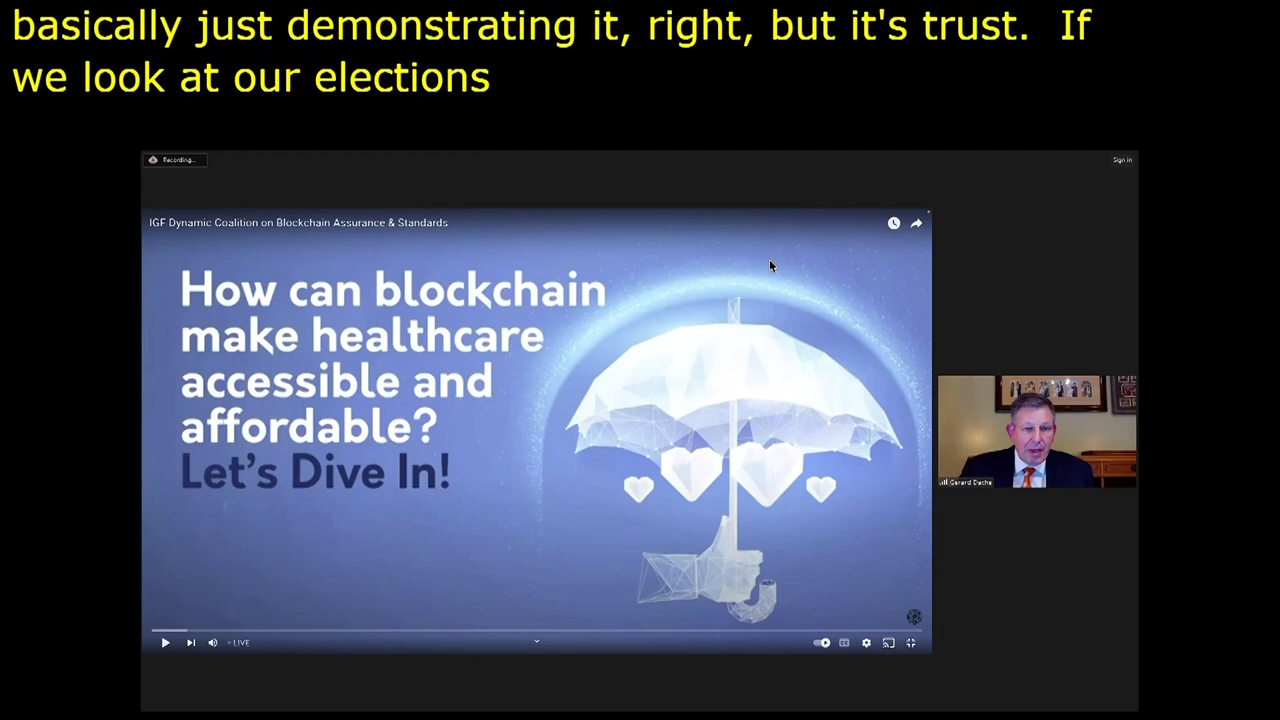 basically just demonstrating it, right, but it's trust.  If
we look at our elections
Recording...
Sign in
IGF Dynamic Coalition on Blockchain Assurance & Standards
How can blockchain
make healthcare
accessible and
affordable?
Let's Dive In!
Gerard Dache
LIVE